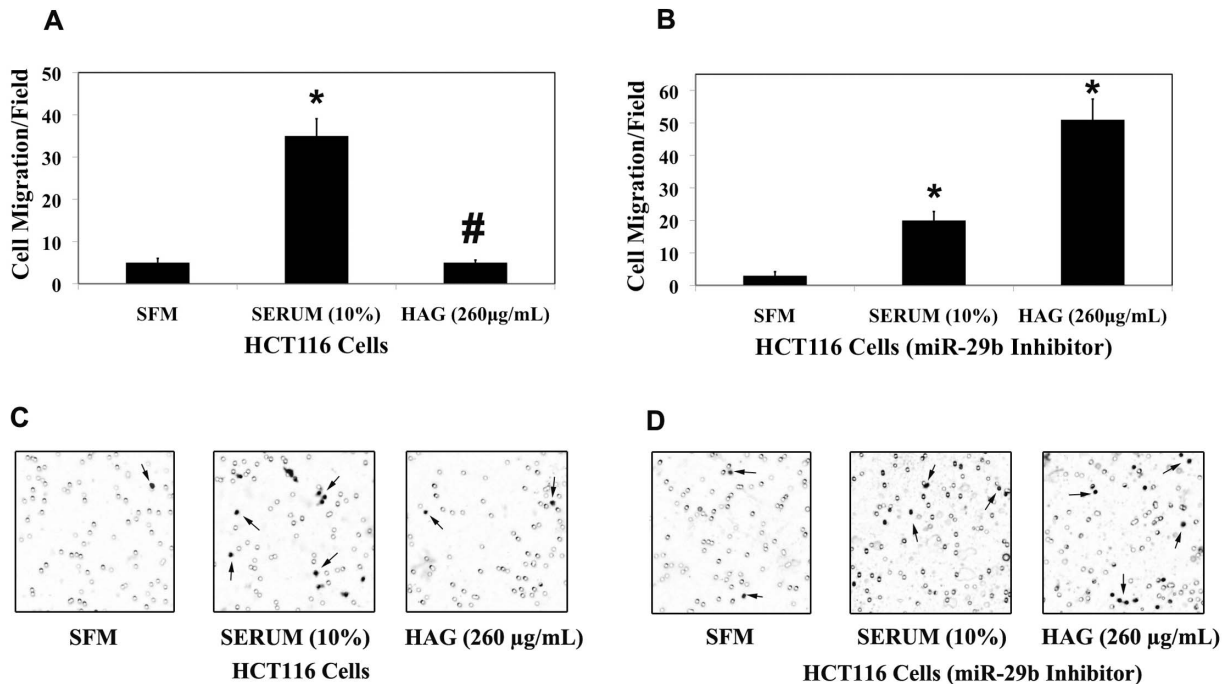 A
Cell Migration/Field
50
40
30
20
10
0
*
#
SFM
SERUM (10%)
HAG (260µg/mL)
HCT116 Cells
B
Cell Migration/Field
60
50
40
30
20
10
0
*
*
SFM
SERUM (10%)
HAG (260µg/mL)
HCT116 Cells (miR-29b Inhibitor)
C
SFM
SERUM (10%)
HAG (260 µg/mL)
HCT116 Cells
D
SFM
SERUM (10%)
HAG (260 µg/mL)
HCT116 Cells (miR-29b Inhibitor)